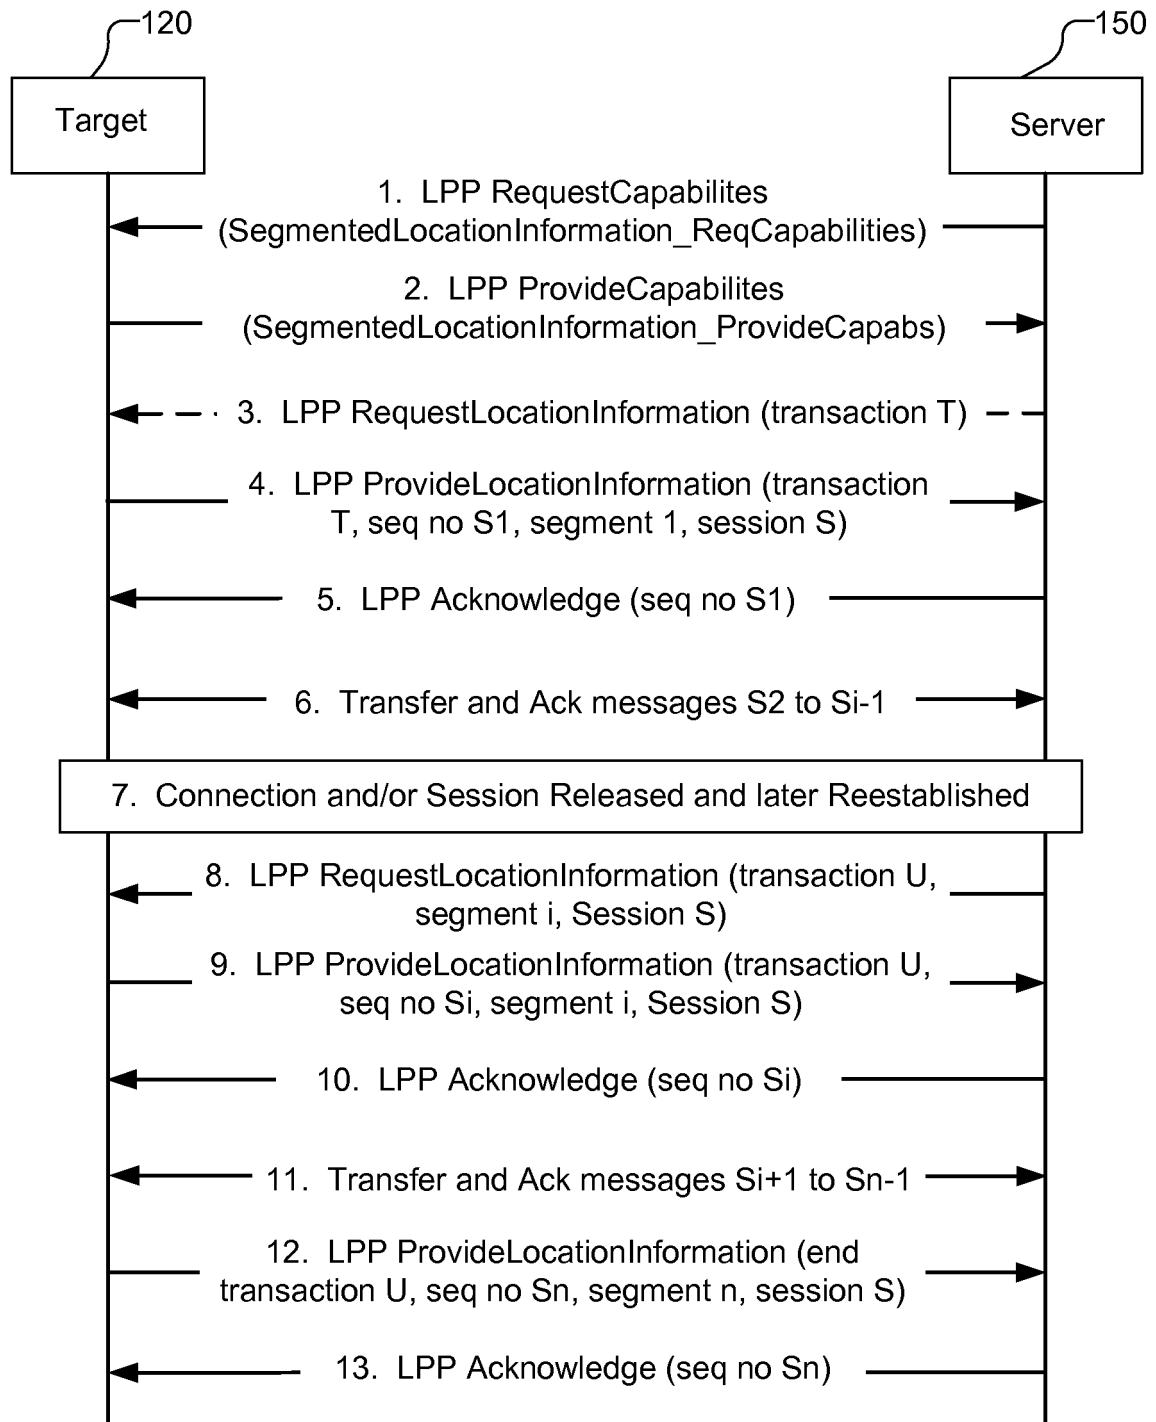 120
150
Target
Server
1. LPP RequestCapabilites
(SegmentedLocationInformation_ReqCapabilities)
2. LPP ProvideCapabilites
(SegmentedLocationInformation_ProvideCapabs)
3. LPP RequestLocationInformation (transaction T)
4. LPP ProvideLocationInformation (transaction
T, seq no S1, segment 1, session S)
5. LPP Acknowledge (seq no S1)
6. Transfer and Ack messages S2 to Si-1
7. Connection and/or Session Released and later Reestablished
8. LPP RequestLocationInformation (transaction U,
segment i, Session S)
9. LPP ProvideLocationInformation (transaction U,
seq no Si, segment i, Session S)
10. LPP Acknowledge (seq no Si)
11. Transfer and Ack messages Si+1 to Sn-1
12. LPP ProvideLocationInformation (end
transaction U, seq no Sn, segment n, session S)
13. LPP Acknowledge (seq no Sn)